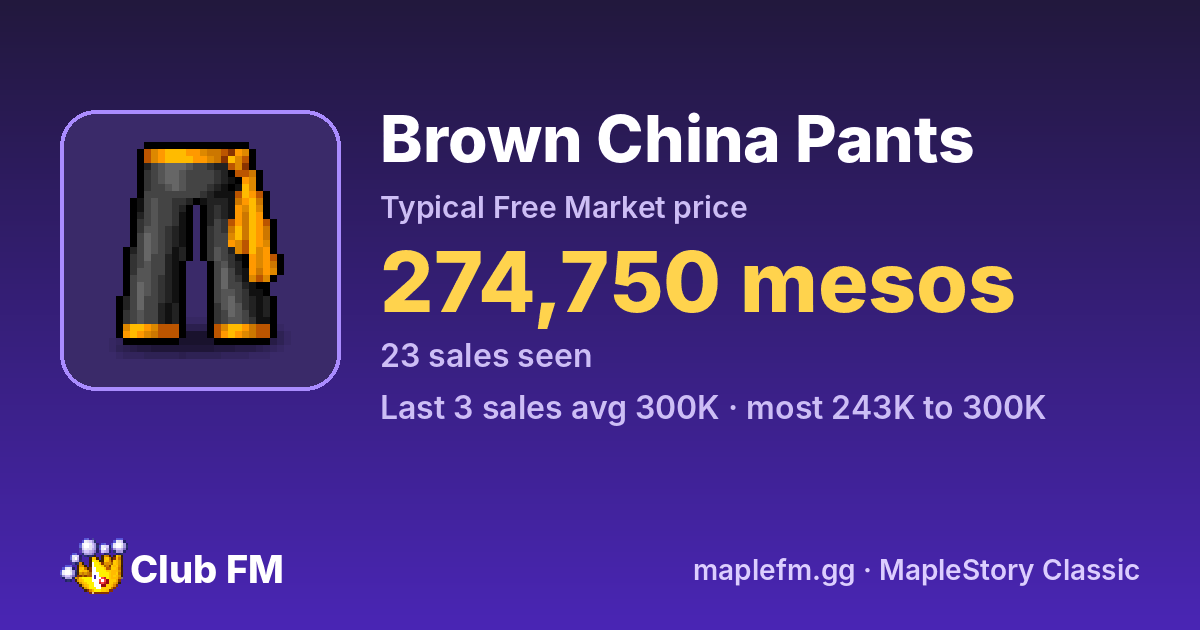 Brown China Pants
Typical Free Market price
274,750 mesos
23 sales seen
Last 3 sales avg 300K · most 243K to 300K
Club FM
maplefm.gg · MapleStory Classic